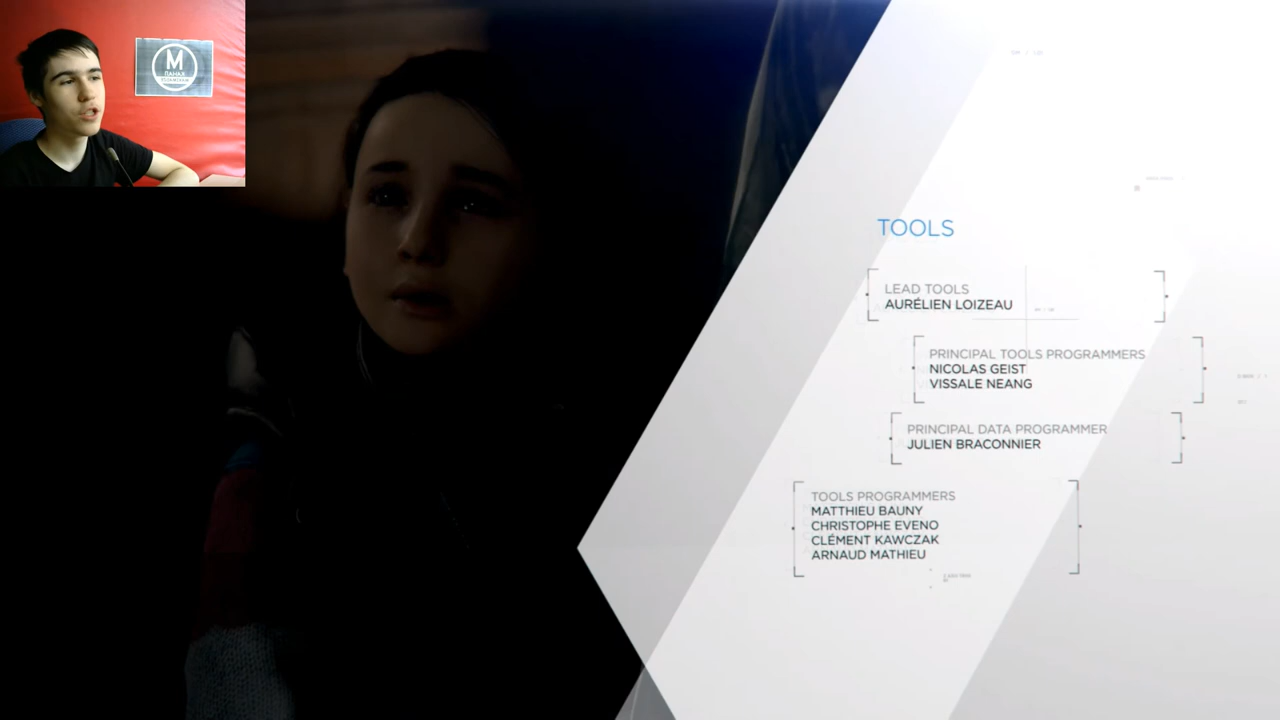 M
ПАНАХ
TOOLS
LEAD TOOLS
AURÉLIEN LOIZEAU
PRINCIPAL TOOLS PROGRAMMERS
NICOLAS GEIST
VISSALE NEANG
PRINCIPAL DATA PROGRAMMER
JULIEN BRACONNIER
TOOLS PROGRAMMERS
MATTHIEU BAUNY
CHRISTOPHE EVENO
CLÉMENT KAWCZAK
ARNAUD MATHIEU